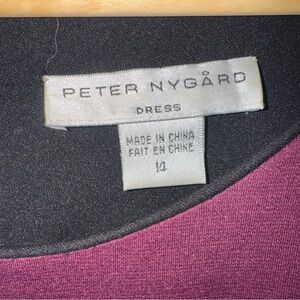 PETER NYGÅRD
DRESS
MADE IN CHINA
FAIT EN CHINE
14